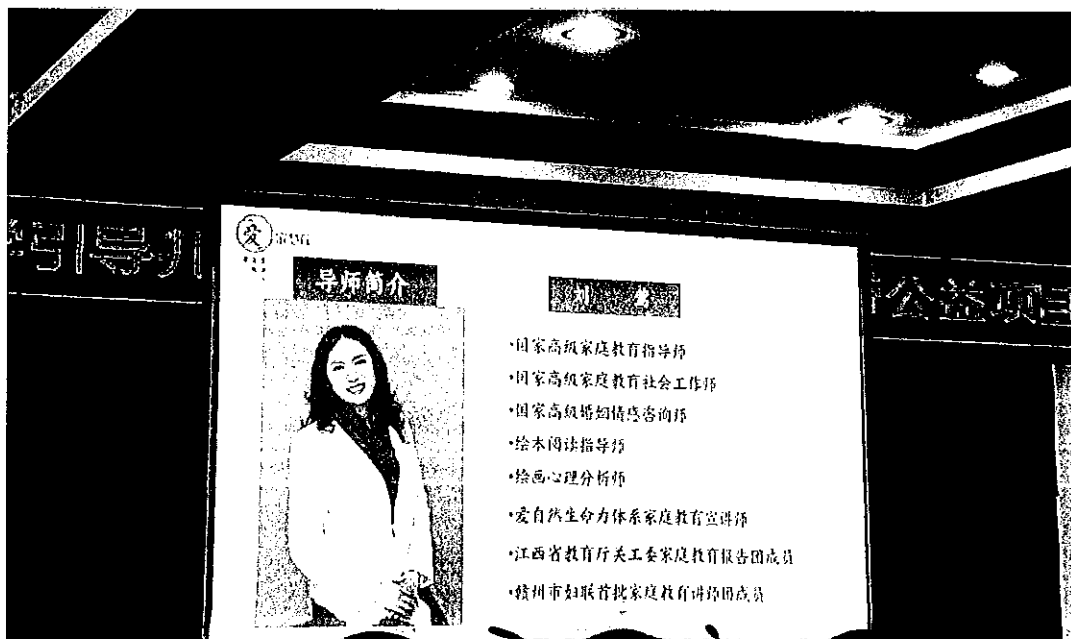 爱
导师简介
刘
•国家高级家庭教育指导师
•国家高级家庭教育社会工作师
•国家高级婚姻情感咨询师
•绘本阅读指导师
•绘画心理分析师
•爱自然生命力体系家庭教育宣讲师
•江西省教育厅关工委家庭教育报告团成员
•赣州市妇联首批家庭教育讲师团成员
引导
公益项